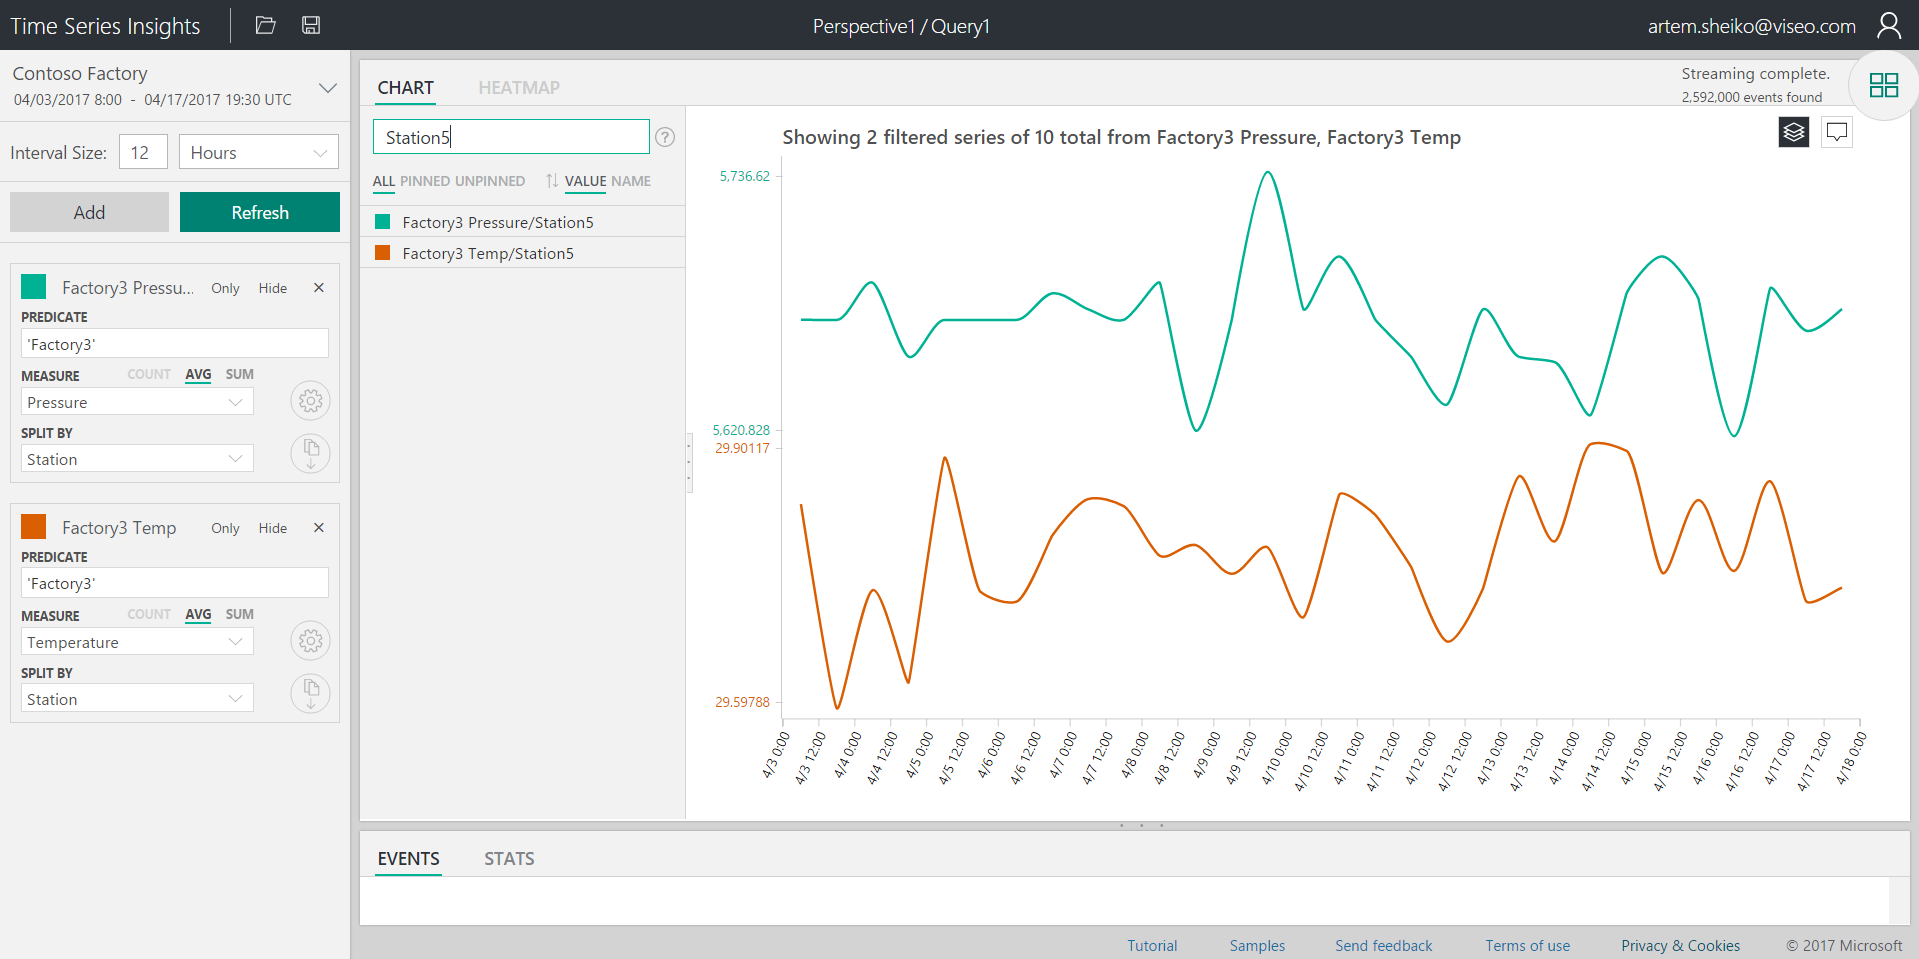 Time Series Insights
Perspective1 / Query1
artem.sheiko@viseo.com
Contoso Factory
04/03/2017 8:00 - 04/17/2017 19:30 UTC
Interval Size: 12 Hours
Add Refresh
Factory3 Pressu... Only Hide ×
PREDICATE
'Factory3'
MEASURE COUNT AVG SUM
Pressure
SPLIT BY
Station
Factory3 Temp Only Hide ×
PREDICATE
'Factory3'
MEASURE COUNT AVG SUM
Temperature
SPLIT BY
Station
CHART HEATMAP
Streaming complete.
2,592,000 events found
Station5
?
ALL PINNED UNPINNED VALUE NAME
Factory3 Pressure/Station5
Factory3 Temp/Station5
Showing 2 filtered series of 10 total from Factory3 Pressure, Factory3 Temp
5,736.62
5,620.828
29.90117
29.59788
4/3 0:00
4/3 12:00
4/4 0:00
4/4 12:00
4/5 0:00
4/5 12:00
4/6 0:00
4/6 12:00
4/7 0:00
4/7 12:00
4/8 0:00
4/8 12:00
4/9 0:00
4/9 12:00
4/10 0:00
4/10 12:00
4/11 0:00
4/11 12:00
4/12 0:00
4/12 12:00
4/13 0:00
4/13 12:00
4/14 0:00
4/14 12:00
4/15 0:00
4/15 12:00
4/16 0:00
4/16 12:00
4/17 0:00
4/17 12:00
4/18 0:00
EVENTS STATS
Tutorial Samples Send feedback Terms of use Privacy & Cookies © 2017 Microsoft